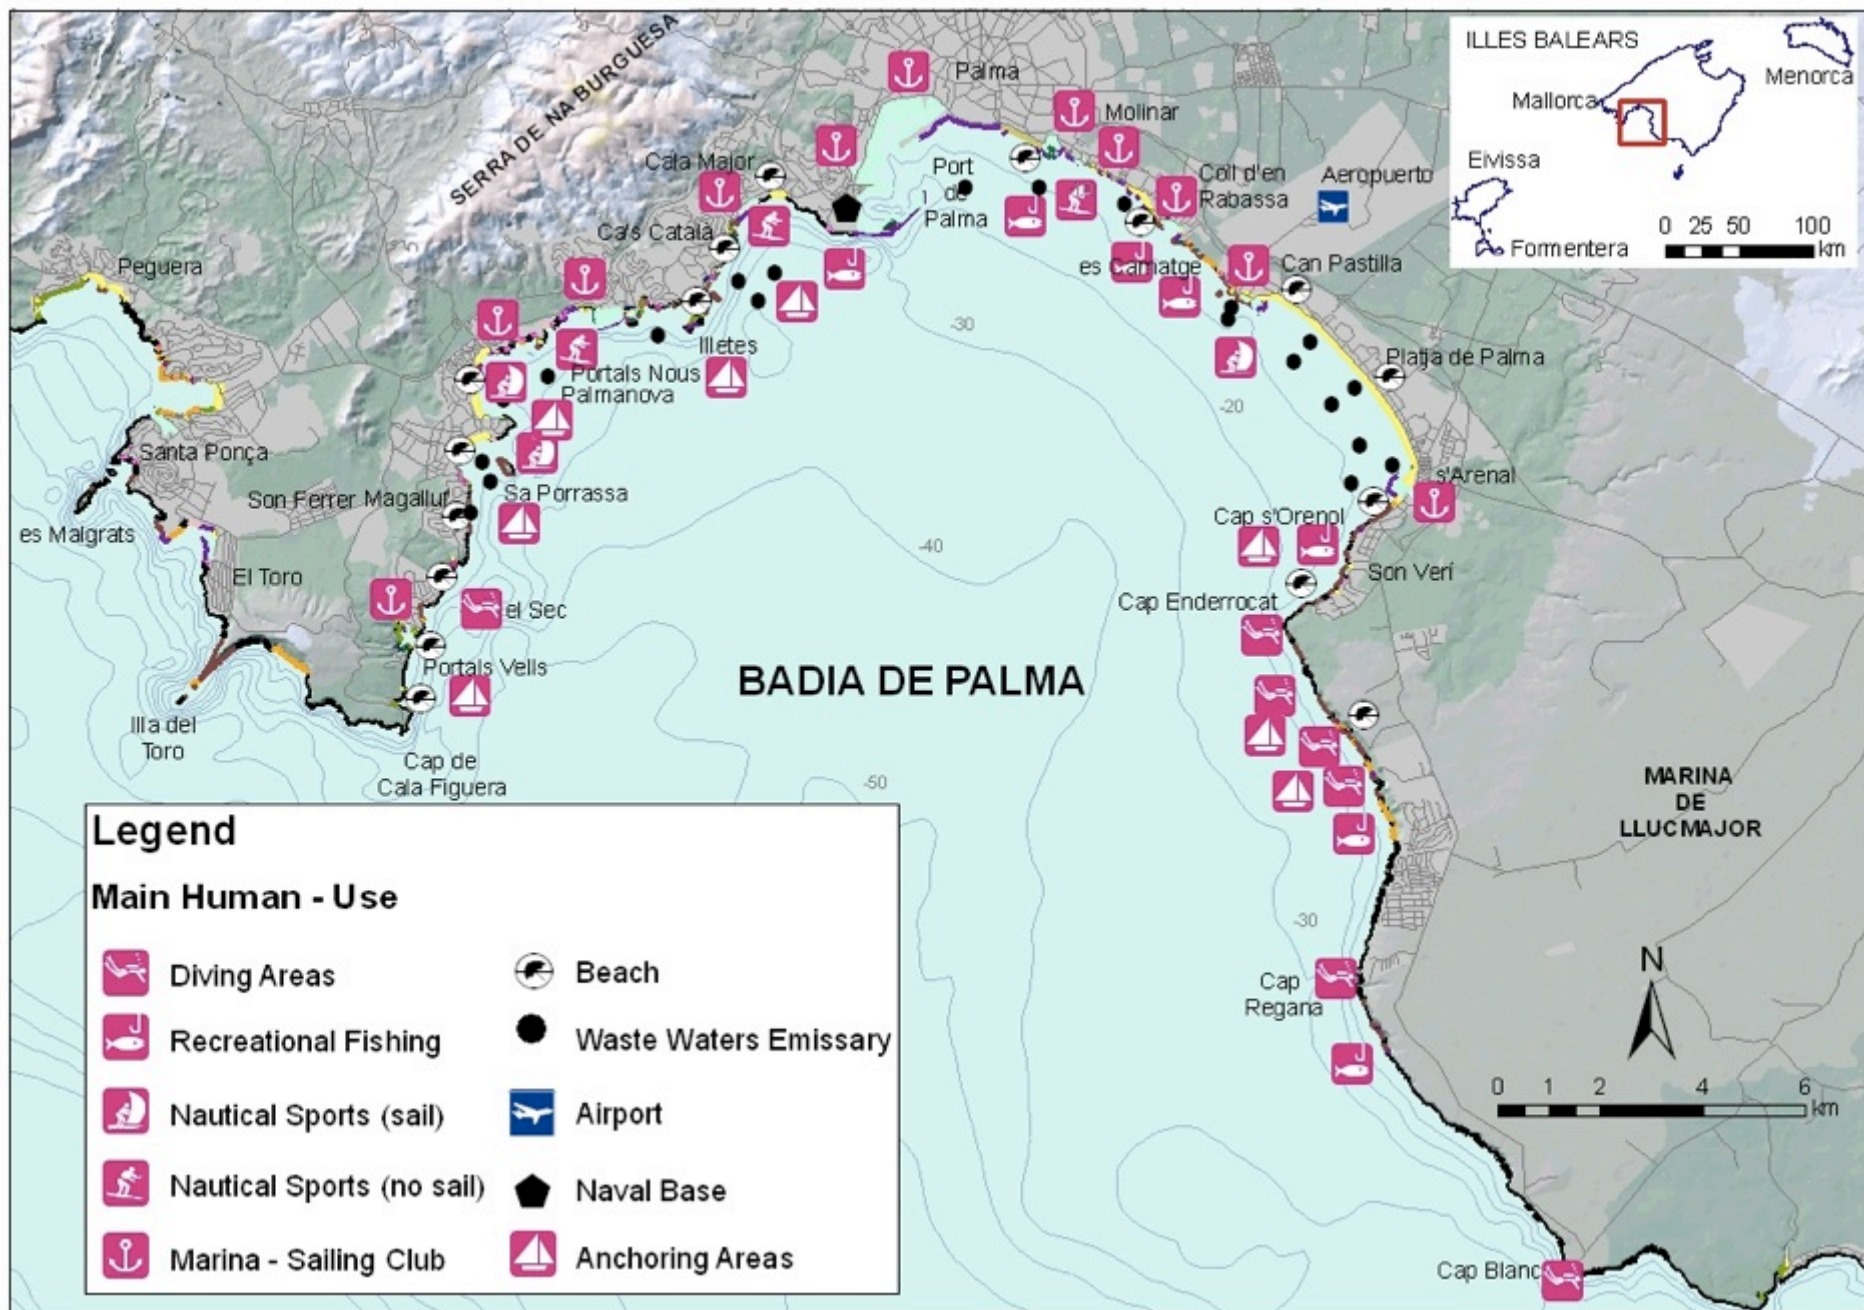 SERRA DE NA BURGUESA
Palma
Molinar
Cala Major
Port
de
Palma
Coll d'en
Rabassa
Aeropuerto
ILLES BALEARS
Menorca
Mallorca
Eivissa
Formentera
0 25 50 100
km
Peguera
Ca's Català
es Carnatge
Can Pastilla
-30
Illetes
Portals Nous
Palmanova
Platja de Palma
-20
Santa Ponça
Son Ferrer
Magalluf
Sa Porrassa
s'Arenal
es Malgrats
Cap s'Orenol
-40
El Toro
Son Verí
el Sec
Cap Enderrocat
Portals Vells
BADIA DE PALMA
Illa del
Toro
Cap de
Cala Figuera
-50
MARINA
DE
LLUCMAJOR
-30
Cap
Regana
N
0 1 2 4 6
km
Cap Blanc
Legend
Main Human - Use
Diving Areas
Recreational Fishing
Nautical Sports (sail)
Nautical Sports (no sail)
Marina - Sailing Club
Beach
Waste Waters Emissary
Airport
Naval Base
Anchoring Areas